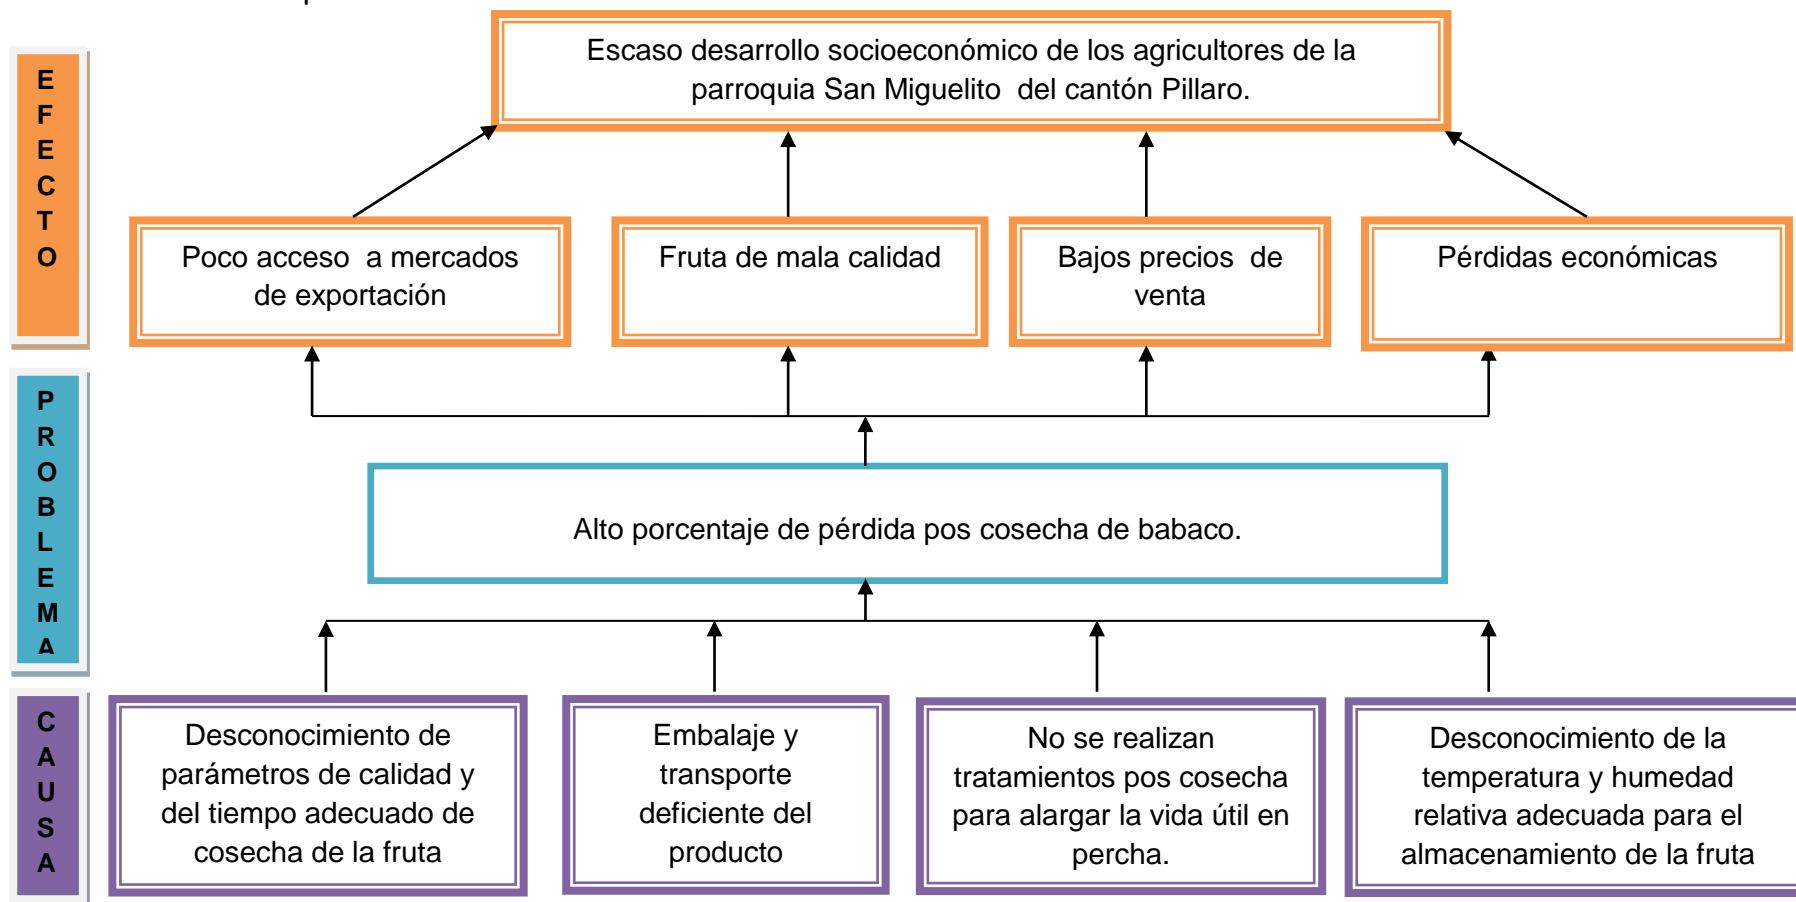 EFECTO
Escaso desarrollo socioeconómico de los agricultores de la
parroquia San Miguelito  del cantón Pillaro.
Poco acceso  a mercados
de exportación
Fruta de mala calidad
Bajos precios  de
venta
Pérdidas económicas
PROBLEMA
Alto porcentaje de pérdida pos cosecha de babaco.
CAUSA
Desconocimiento de
parámetros de calidad y
del tiempo adecuado de
cosecha de la fruta
Embalaje y
transporte
deficiente del
producto
No se realizan
tratamientos pos cosecha
para alargar la vida útil en
percha.
Desconocimiento de la
temperatura y humedad
relativa adecuada para el
almacenamiento de la fruta